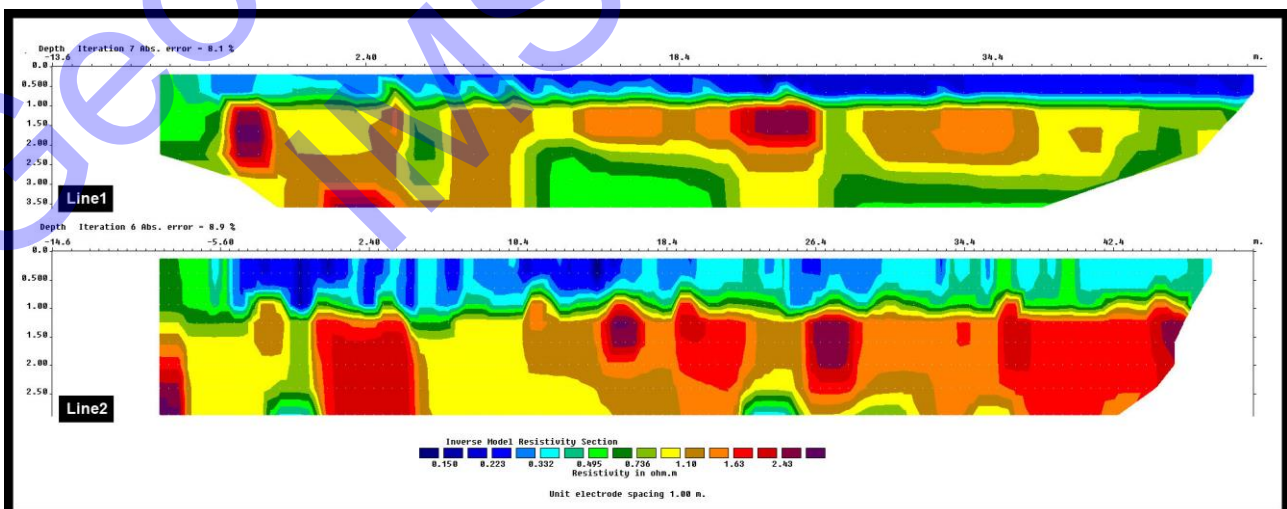 Geo
IMS
Depth Iteration 7 Abs. error = 8.1 %
-13.6 2.40 18.4 34.4 m.
0.0
0.500
1.00
2.00
2.50
3.00
3.50
Line1
Depth Iteration 6 Abs. error = 8.9 %
-14.6 -5.60 2.40 10.4 18.4 26.4 34.4 42.4 m.
0.0
0.500
1.00
1.50
2.00
2.50
Line2
Inverse Model Resistivity Section
0.150 0.223 0.332 0.495 0.736 1.10 1.63 2.43
Resistivity in ohm.m
Unit electrode spacing 1.00 m.